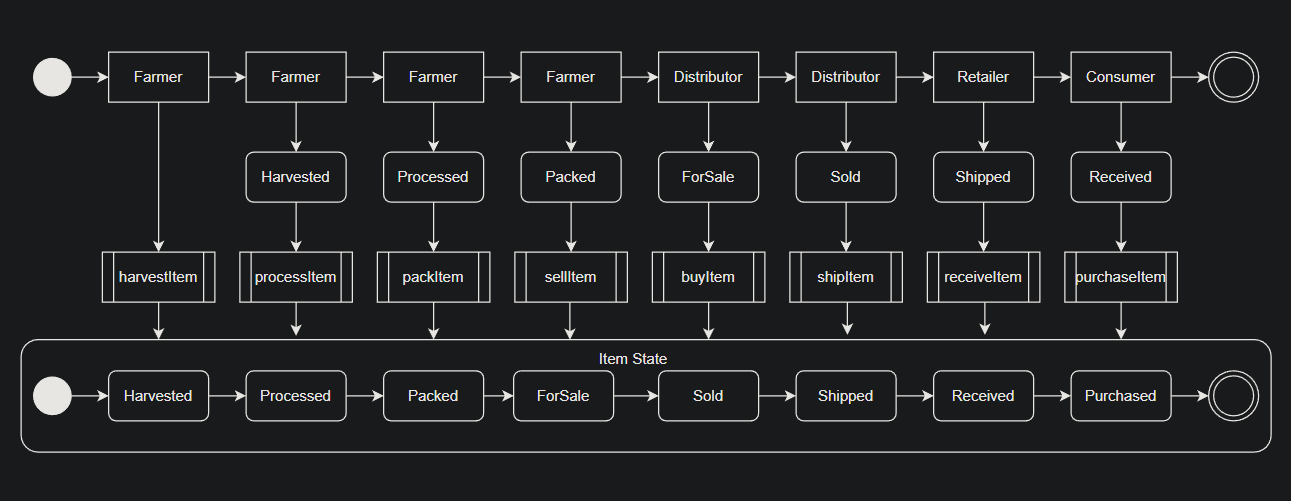 Farmer
Farmer
Farmer
Farmer
Distributor
Distributor
Retailer
Consumer
Harvested
Processed
Packed
ForSale
Sold
Shipped
Received
harvestItem
processItem
packItem
sellItem
buyItem
shipItem
receiveItem
purchaseItem
Item State
Harvested
Processed
Packed
ForSale
Sold
Shipped
Received
Purchased